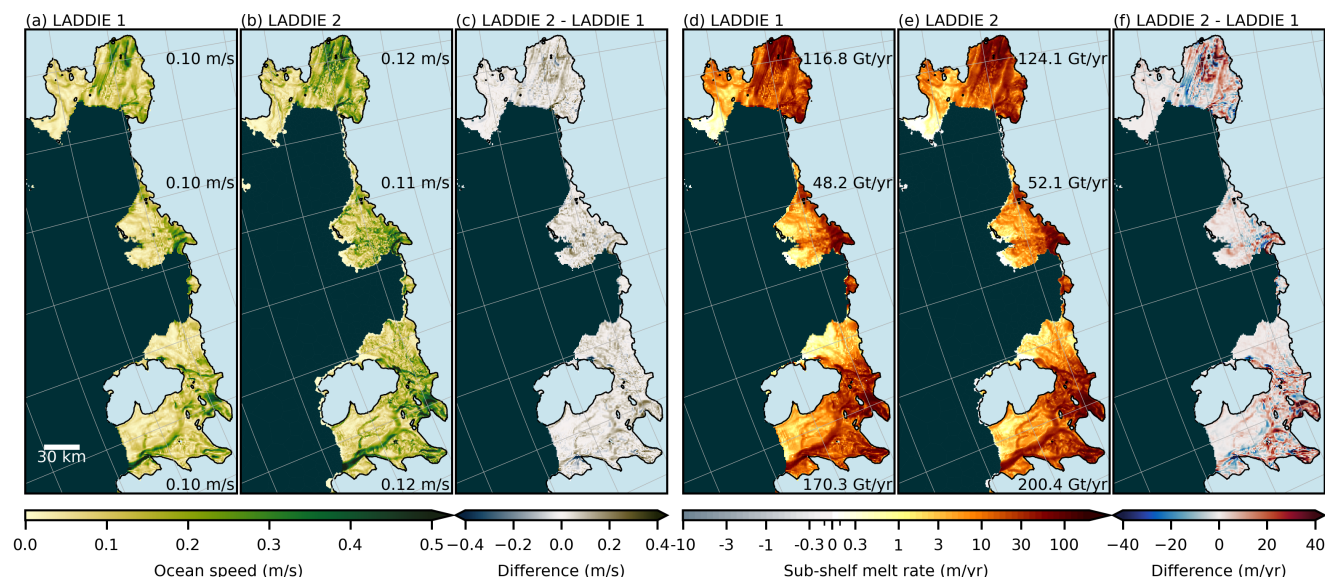 (a) LADDIE 1
(b) LADDIE 2
(c) LADDIE 2 - LADDIE 1
(d) LADDIE 1
(e) LADDIE 2
(f) LADDIE 2 - LADDIE 1
0.10 m/s
0.12 m/s
116.8 Gt/yr
124.1 Gt/yr
0.10 m/s
0.11 m/s
48.2 Gt/yr
52.1 Gt/yr
30 km
0.10 m/s
0.12 m/s
170.3 Gt/yr
200.4 Gt/yr
0.0 0.1 0.2 0.3 0.4 0.5
−0.4 −0.2 0.0 0.2 0.4
-10 -3 -1 -0.3 0 0.3 1 3 10 30 100
−40 −20 0 20 40
Ocean speed (m/s)
Difference (m/s)
Sub-shelf melt rate (m/yr)
Difference (m/yr)